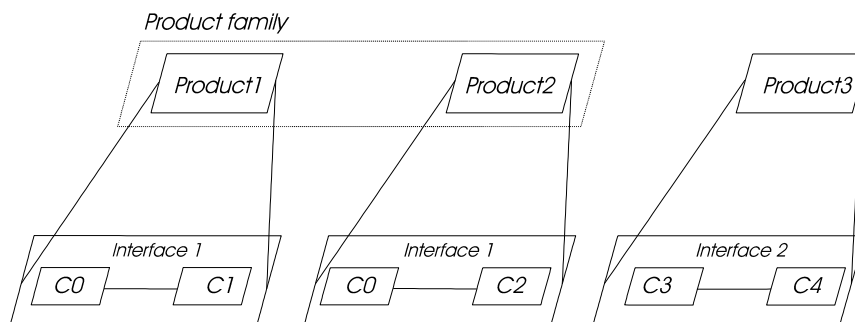 Product family
Product1
Product2
Product3
Interface 1
Interface 1
Interface 2
C0
C1
C0
C2
C3
C4